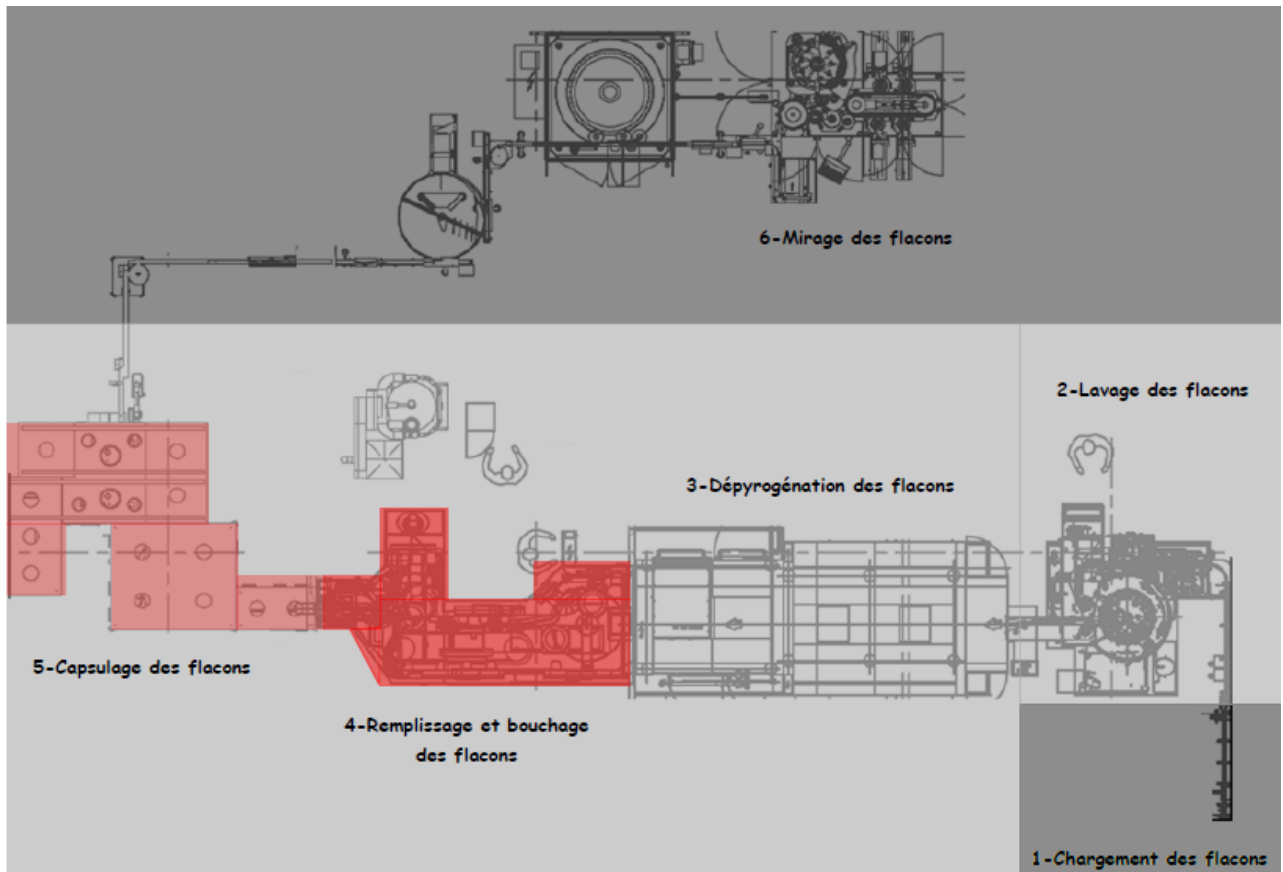 6-Mirage des flacons
2-Lavage des flacons
3-Dépyrogénation des flacons
5-Capsulage des flacons
4-Remplissage et bouchage
des flacons
1-Chargement des flacons